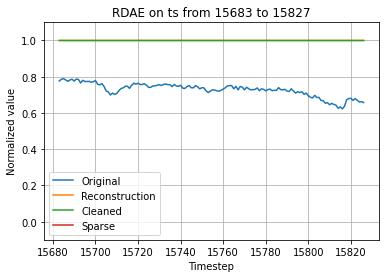 RDAE on ts from 15683 to 15827
Normalized value
1.0
0.8
0.6
0.4
0.2
0.0
Original
Reconstruction
Cleaned
Sparse
15680 15700 15720 15740 15760 15780 15800 15820
Timestep